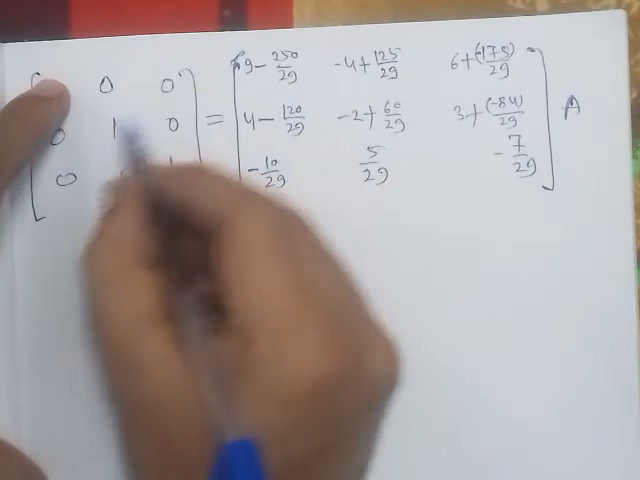 [ 0 0 = [ 9 - 250/29 -4 + 125/29 6 + (-175)/29 ]
0 1 0 4 - 120/29 -2 + 60/29 3 + (-84)/29 A
0 1 ] -10/29 5/29 -7/29 ]